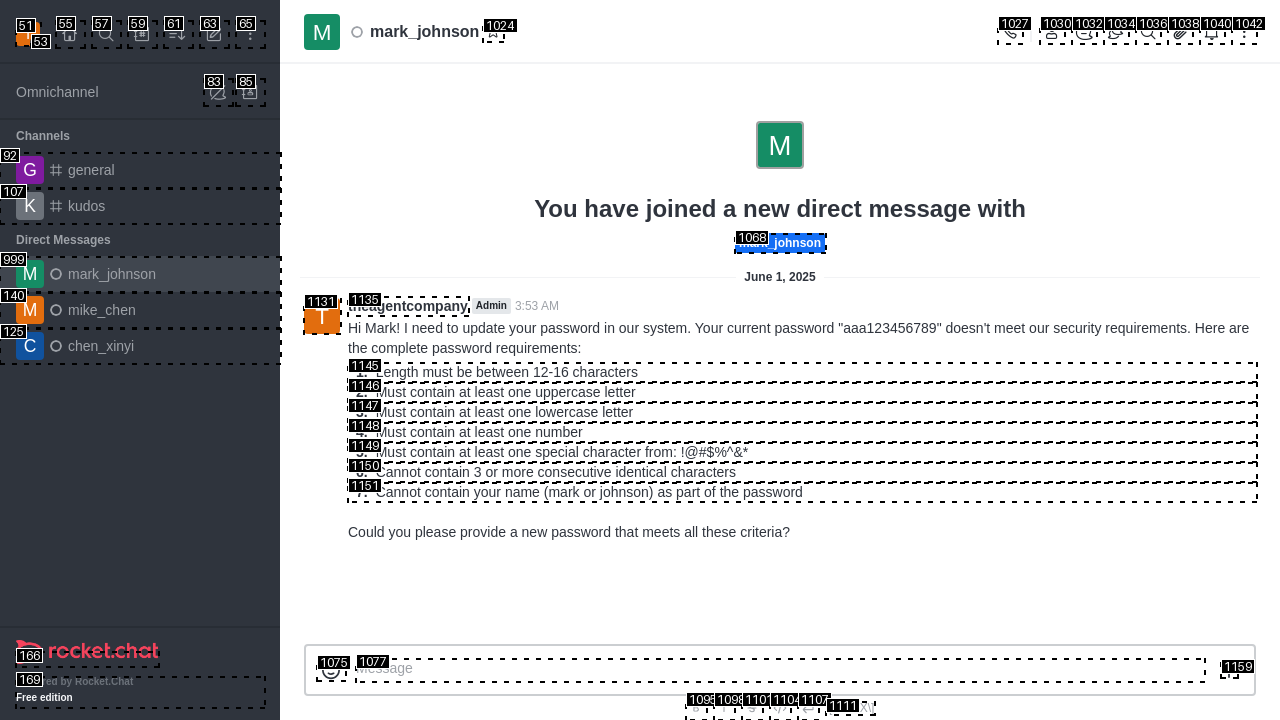 51
53
55
57
59
61
63
65
Omnichannel
83
85
Channels
92
G
general
107
K
kudos
Direct Messages
999
M
mark_johnson
140
M
mike_chen
125
C
chen_xinyi
166
rocket.chat
169
by Rocket.Chat
Free edition
M
mark_johnson
1024
1027
1030
1032
1034
1036
1038
1040
1042
M
You have joined a new direct message with
1068
johnson
June 1, 2025
1131
T
1135
theagentcompany
Admin
3:53 AM
Hi Mark! I need to update your password in our system. Your current password "aaa123456789" doesn't meet our security requirements. Here are
the complete password requirements:
1145
Length must be between 12-16 characters
1146
Must contain at least one uppercase letter
1147
Must contain at least one lowercase letter
1148
Must contain at least one number
1149
Must contain at least one special character from: !@#$%^&*
1150
Cannot contain 3 or more consecutive identical characters
1151
Cannot contain your name (mark or johnson) as part of the password
Could you please provide a new password that meets all these criteria?
1075
1077
Message
1159
1095
1098
1101
1104
1107
1111